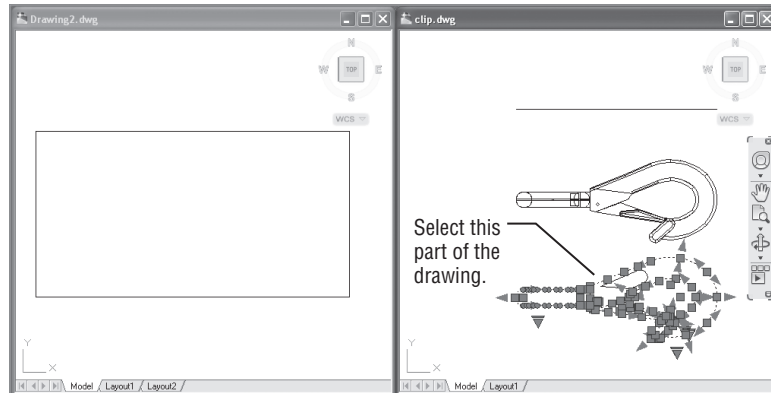 Drawing2.dwg
N
W TOP E
S
WCS
Y
X
Model Layout1 Layout2
clip.dwg
N
W TOP E
S
WCS
Select this
part of the
drawing.
Y
X
Model Layout1